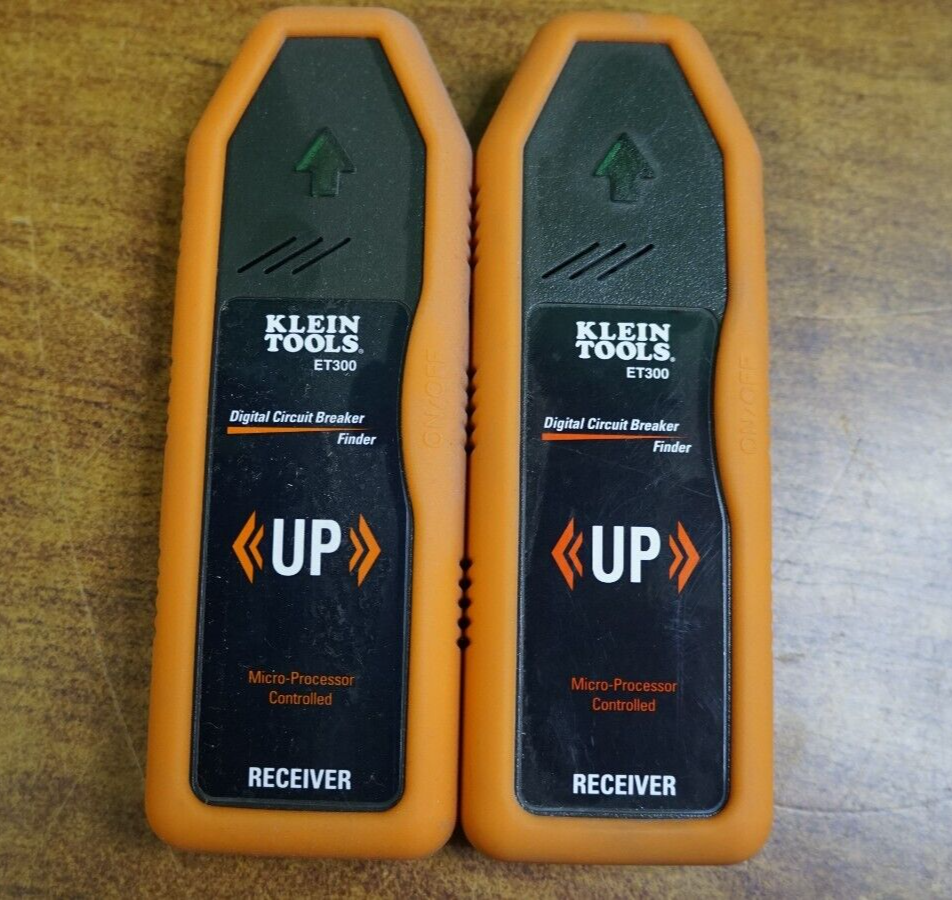 KLEIN
TOOLS®
ET300
Digital Circuit Breaker
Finder
UP
Micro-Processor
Controlled
RECEIVER
ON/OFF
KLEIN
TOOLS®
ET300
Digital Circuit Breaker
Finder
UP
Micro-Processor
Controlled
RECEIVER
ON/OFF